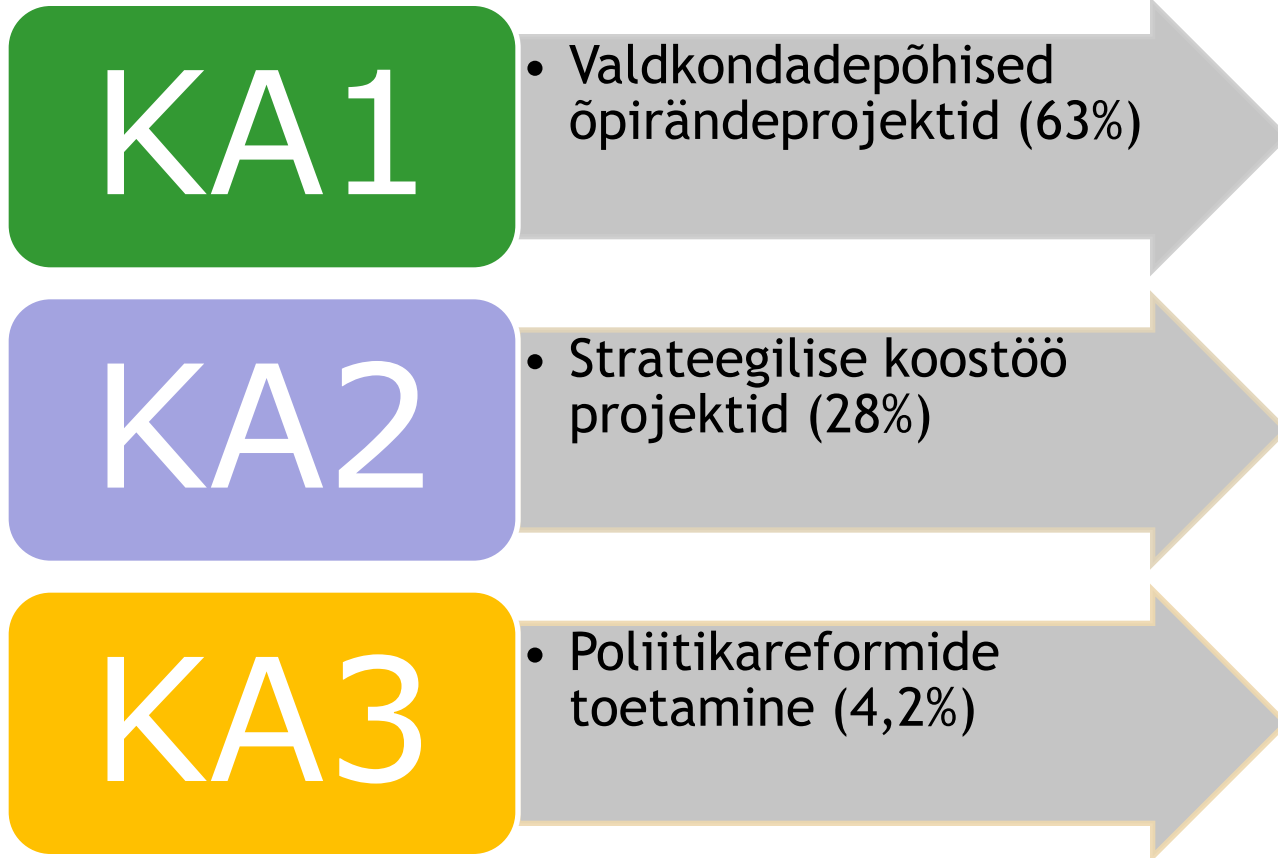 KA1
• Valdkondadepõhised
õpirändeprojektid (63%)
KA2
• Strateegilise koostöö
projektid (28%)
KA3
• Poliitikareformide
toetamine (4,2%)